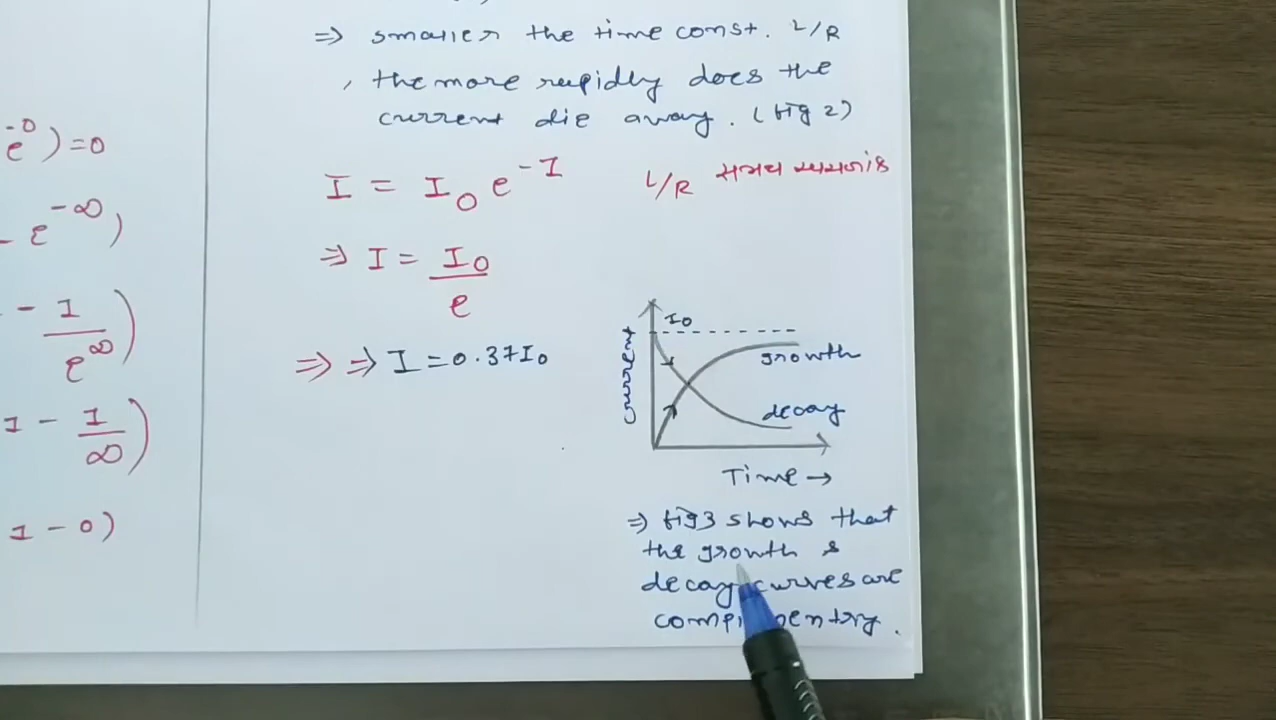 e^-0) = 0
- e^-∞)
- 1/e^∞)
1 - 1/∞)
1 - 0)
⇒ smaller the time const. L/R
, the more rapidly does the
current die away. (fig 2)
I = I₀ e^-1
L/R
⇒ I = I₀/e
⇒ ⇒ I = 0.37 I₀
I₀
current
growth
decay
Time →
⇒ fig 3 shows that
the growth &
decay curves are